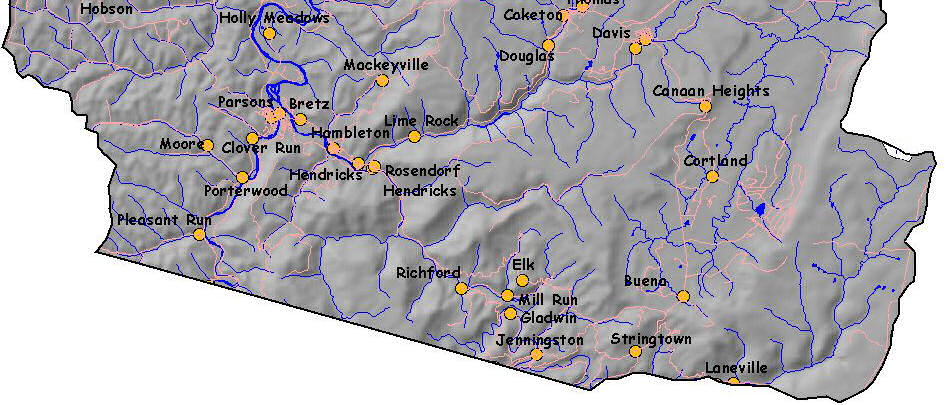 Thomas
Hobson
Holly Meadows
Caketon
Davis
Douglas
Mackeyville
Canaan Heights
Parsons
Bretz
Lime Rock
Hambleton
Moore
Clover Run
Cortland
Hendricks
Rosendorf
Porterwood
Hendricks
Pleasant Run
Elk
Richford
Buena
Mill Run
Gladwin
Jenningston
Stringtown
Laneville